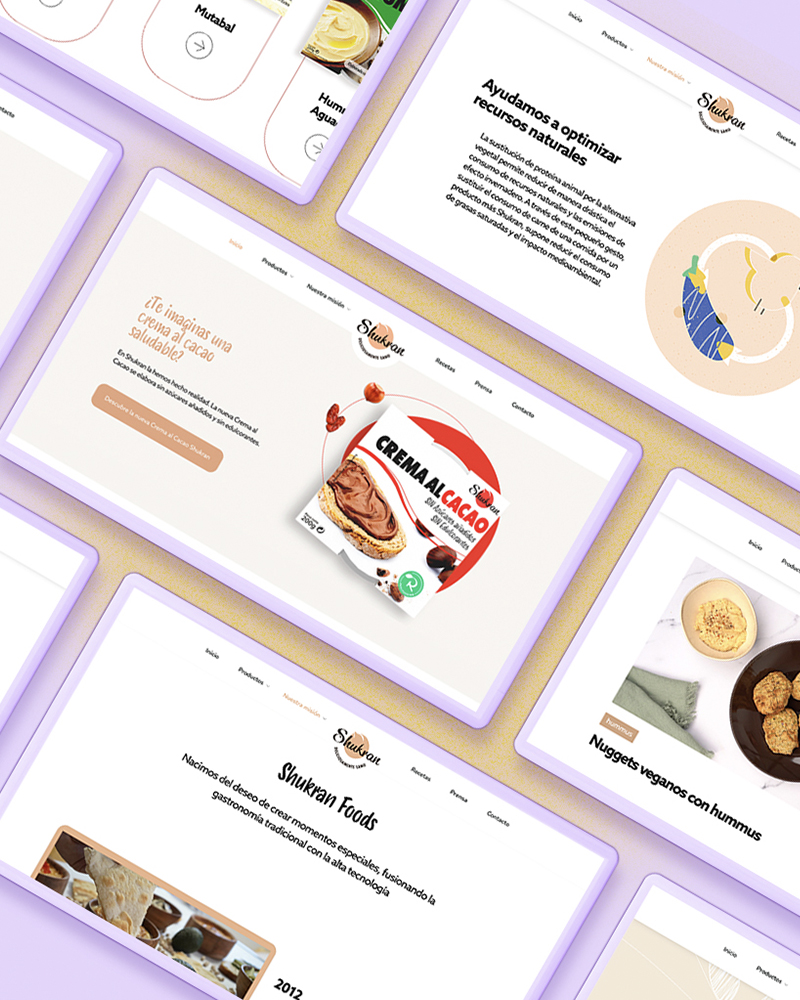 Mutabal
Inicio
Productos
Nuestra misión
Shukran
Recetas
Ayudamos a optimizar
recursos naturales
La sustitución de proteína animal por la alternativa
vegetal permite reducir de manera drástica el
consumo de recursos naturales y las emisiones de
efecto invernadero. A través de este pequeño gesto,
sustituir el consumo de carne de una comida por un
producto más Shukran, supone reducir el consumo
de grasas saturadas y el impacto medioambiental.
Inicio
Productos
Nuestra misión
Shukran
Recetas
Prensa
Contacto
¿Te imaginas una
crema al cacao
saludable?
En Shukran la hemos hecho realidad. La nueva Crema al
Cacao se elabora sin azúcares añadidos y sin edulcorantes.
Descubre la nueva Crema al Cacao Shukran
Shukran
CREMA AL CACAO
SIN Azúcares añadidos
SIN Edulcorantes
200g
Inicio
hummus
Nuggets veganos con hummus
Inicio
Productos
Nuestra misión
Shukran
Recetas
Prensa
Contacto
Shukran Foods
Nacimos del deseo de crear momentos especiales, fusionando la
gastronomía tradicional con la alta tecnología
2012
Inicio
Productos